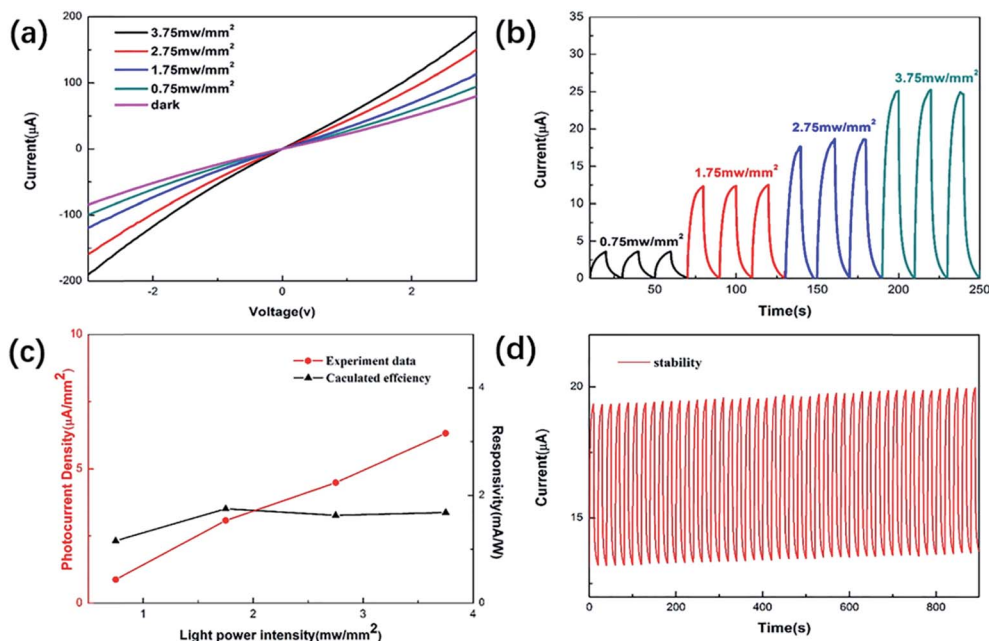 (a)
3.75mw/mm²
2.75mw/mm²
1.75mw/mm²
0.75mw/mm²
dark
200
100
0
-100
-200
Current(μA)
-2
0
2
Voltage(v)
(b)
35
30
25
20
15
10
5
0
Current(μA)
0.75mw/mm²
1.75mw/mm²
2.75mw/mm²
3.75mw/mm²
50
100
150
200
250
Time(s)
(c)
10
5
0
Photocurrent Density(μA/mm²)
Experiment data
Caculated effciency
4
2
0
Responsivity(mA/W)
1
2
3
4
Light power intensity(mw/mm²)
(d)
stability
20
15
Current(μA)
0
200
400
600
800
Time(s)